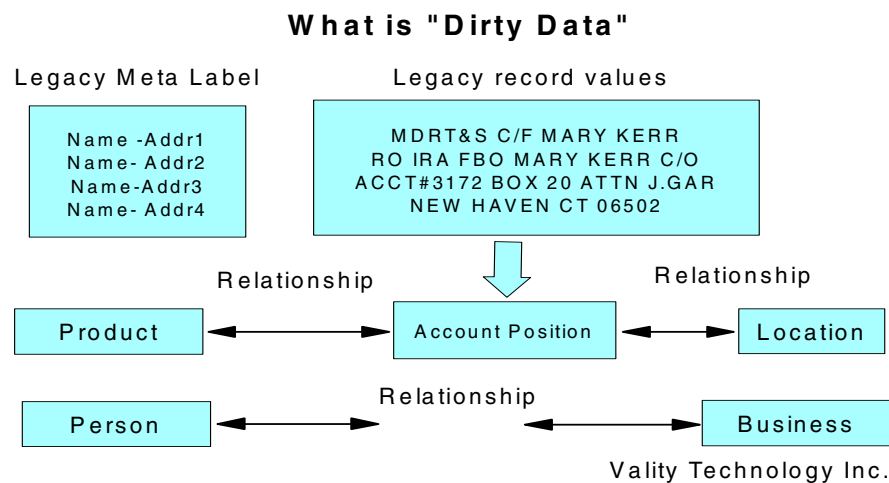 What is "Dirty Data"
Legacy Meta Label
Legacy record values
Name -Addr1
Name- Addr2
Name-Addr3
Name- Addr4
MDRT&S C/F MARY KERR
RO IRA FBO MARY KERR C/O
ACCT#3172 BOX 20 ATTN J.GAR
NEW HAVEN CT 06502
Relationship
Relationship
Product
Account Position
Location
Relationship
Person
Business
Vality Technology Inc.